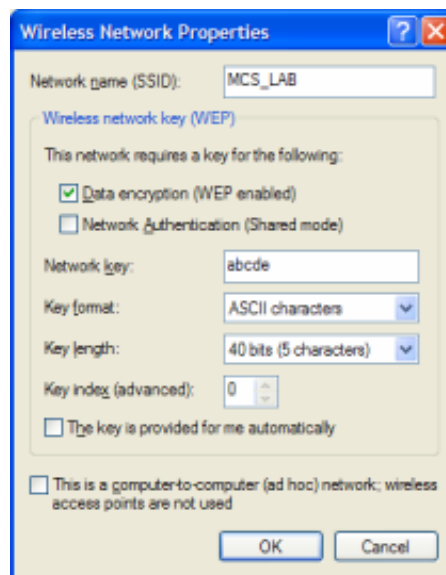 Wireless Network Properties
Network name (SSID): MCS_LAB
Wireless network key (WEP)
This network requires a key for the following:
Data encryption (WEP enabled)
Network Authentication (Shared mode)
Network key: abcde
Key format: ASCII characters
Key length: 40 bits (5 characters)
Key index (advanced): 0
The key is provided for me automatically
This is a computer-to-computer (ad hoc) network; wireless
access points are not used
OK Cancel